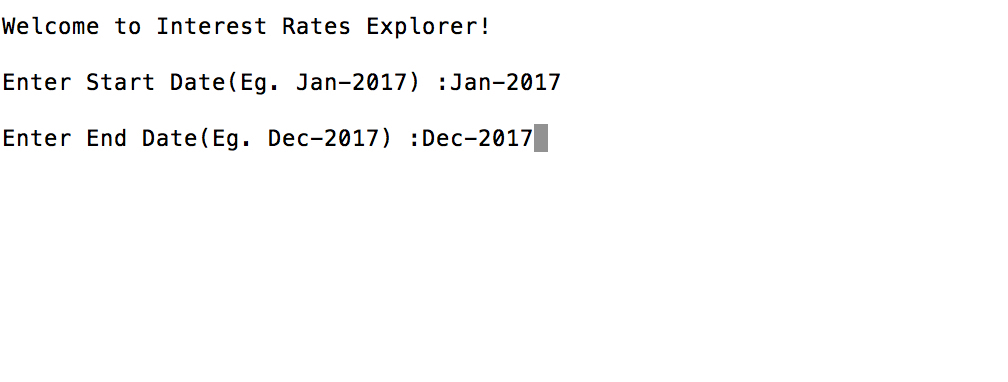 Welcome to Interest Rates Explorer!
Enter Start Date(Eg. Jan-2017) :Jan-2017
Enter End Date(Eg. Dec-2017) :Dec-2017